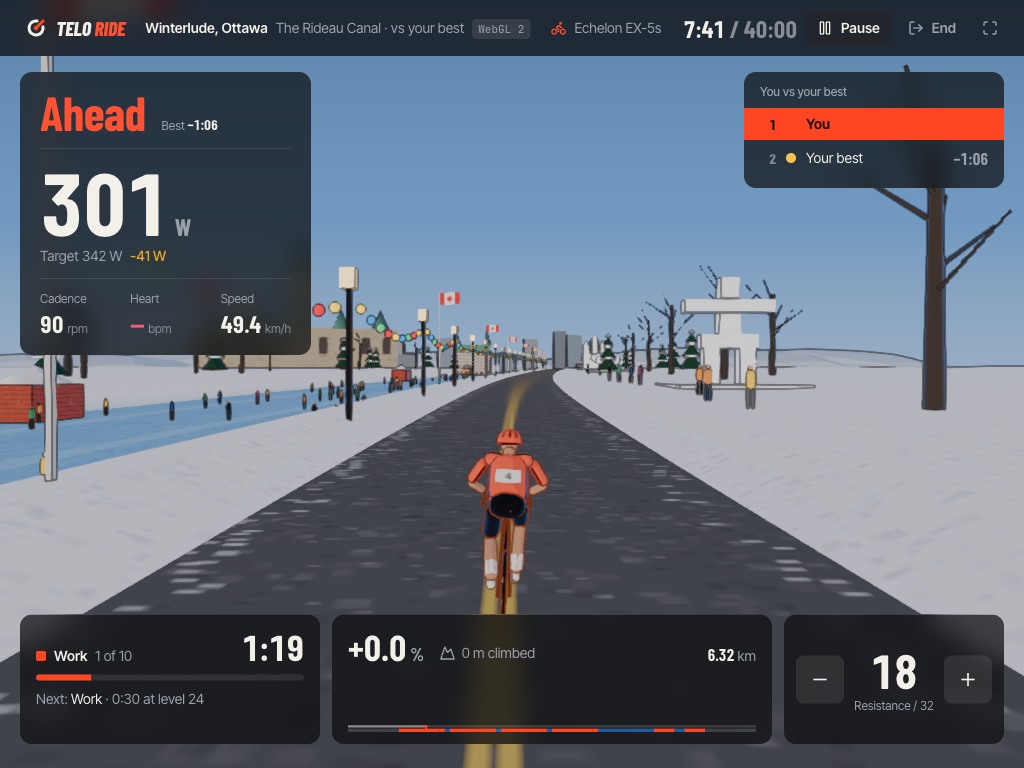 TELO RIDE
Winterlude, Ottawa The Rideau Canal · vs your best WebGL 2 Echelon EX-5s 7:41 / 40:00 Pause End
Ahead Best −1:06
301 W
Target 342 W -41 W
Cadence Heart Speed
90 rpm – bpm 49.4 km/h
You vs your best
1 You
2 Your best −1:06
4
Work 1 of 10 1:19
Next: Work · 0:30 at level 24
+0.0 % 0 m climbed 6.32 km
− 18 +
Resistance / 32